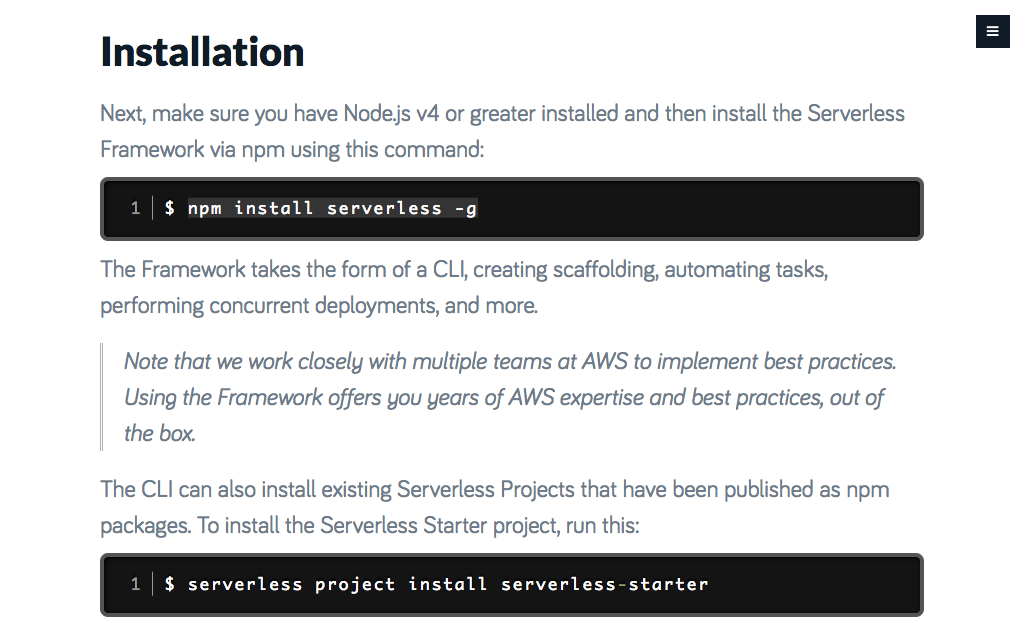 Installation
Next, make sure you have Node.js v4 or greater installed and then install the Serverless
Framework via npm using this command:
1 $ npm install serverless -g
The Framework takes the form of a CLI, creating scaffolding, automating tasks,
performing concurrent deployments, and more.
Note that we work closely with multiple teams at AWS to implement best practices.
Using the Framework offers you years of AWS expertise and best practices, out of
the box.
The CLI can also install existing Serverless Projects that have been published as npm
packages. To install the Serverless Starter project, run this:
1 $ serverless project install serverless-starter